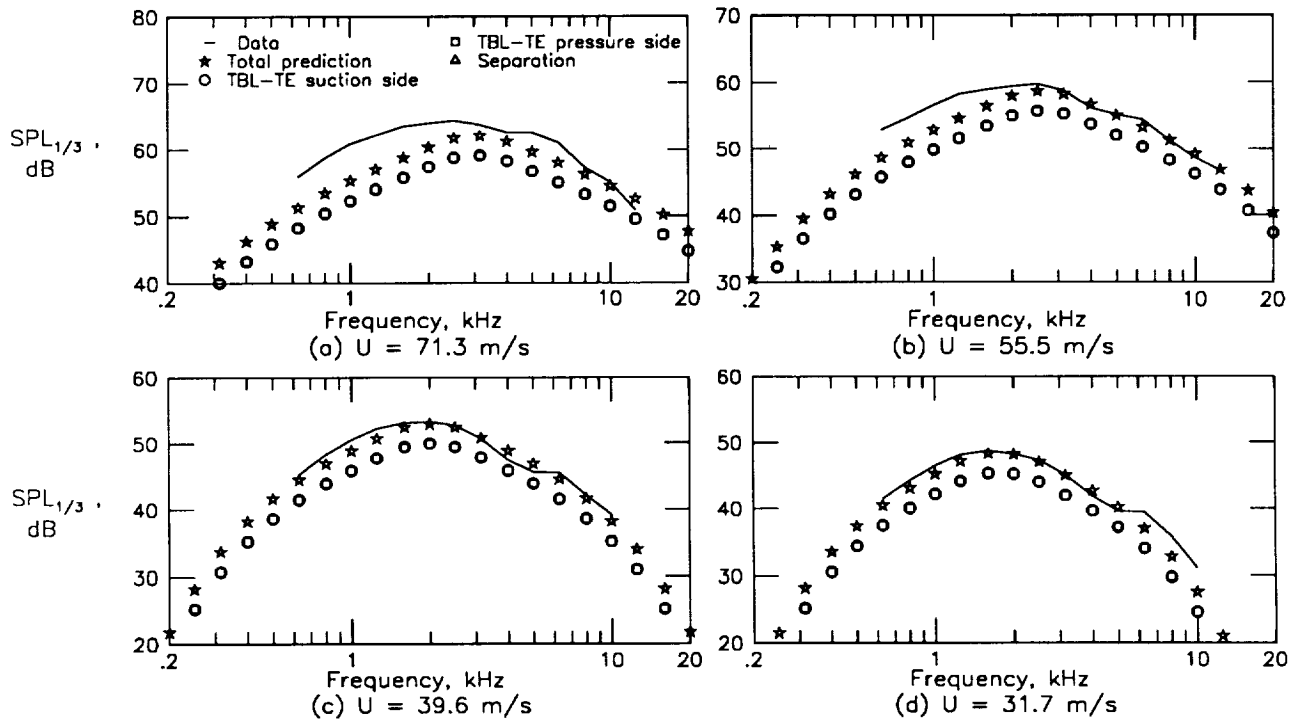 80
70
60
50
40
SPL1/3 ,
dB
— Data
☆ Total prediction
○ TBL-TE suction side
□ TBL-TE pressure side
△ Separation
.2 1 10 20
Frequency, kHz
(a) U = 71.3 m/s
70
60
50
40
30
.2 1 10 20
Frequency, kHz
(b) U = 55.5 m/s
60
50
40
30
20
SPL1/3 ,
dB
.2 1 10 20
Frequency, kHz
(c) U = 39.6 m/s
60
50
40
30
20
.2 1 10 20
Frequency, kHz
(d) U = 31.7 m/s